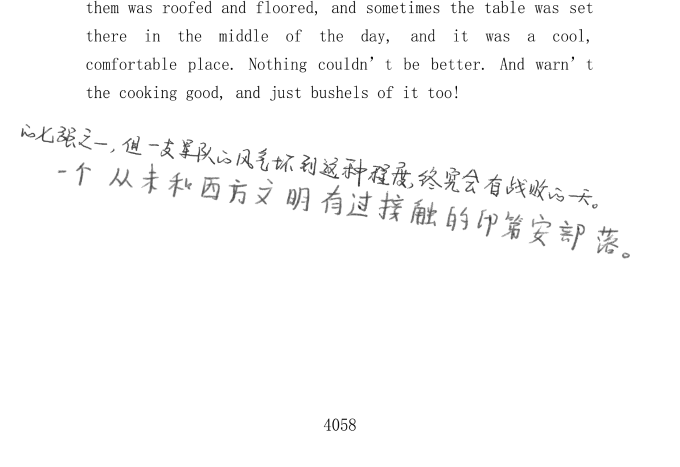 them was roofed and floored, and sometimes the table was set
there in the middle of the day, and it was a cool,
comfortable place. Nothing couldn’t be better. And warn’t
the cooking good, and just bushels of it too!
的七强之一,但一支军队的风气坏到这种程度,终究会有战败的一天。
一个从未和西方文明有过接触的印第安部落。
4058